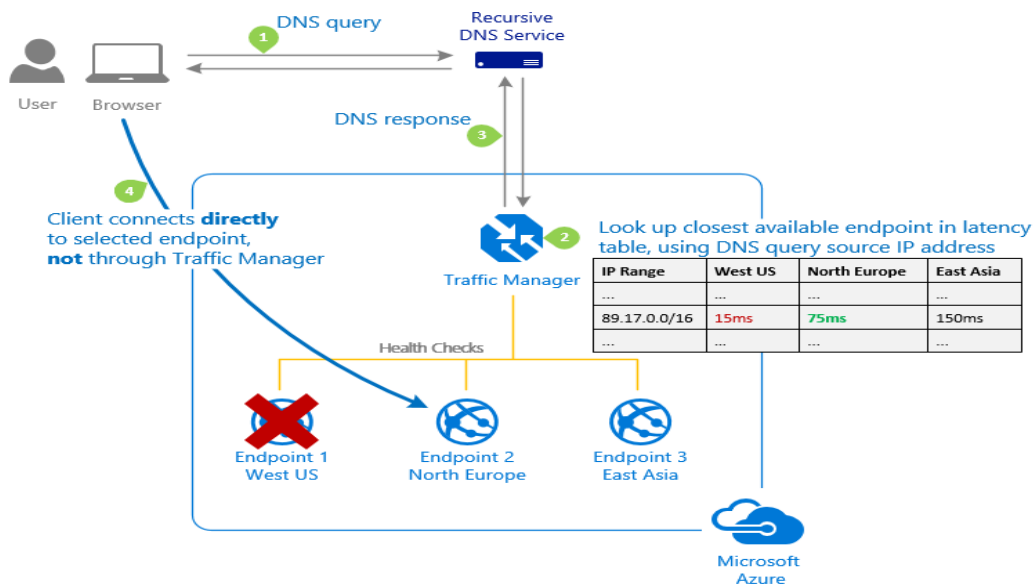 DNS query
1
Recursive
DNS Service
User
Browser
DNS response
3
4
Client connects directly
to selected endpoint,
not through Traffic Manager
2
Look up closest available endpoint in latency
table, using DNS query source IP address
Traffic Manager
IP Range West US North Europe East Asia
... ... ... ...
89.17.0.0/16 15ms 75ms 150ms
... ... ... ...
Health Checks
Endpoint 1
West US
Endpoint 2
North Europe
Endpoint 3
East Asia
Microsoft
Azure